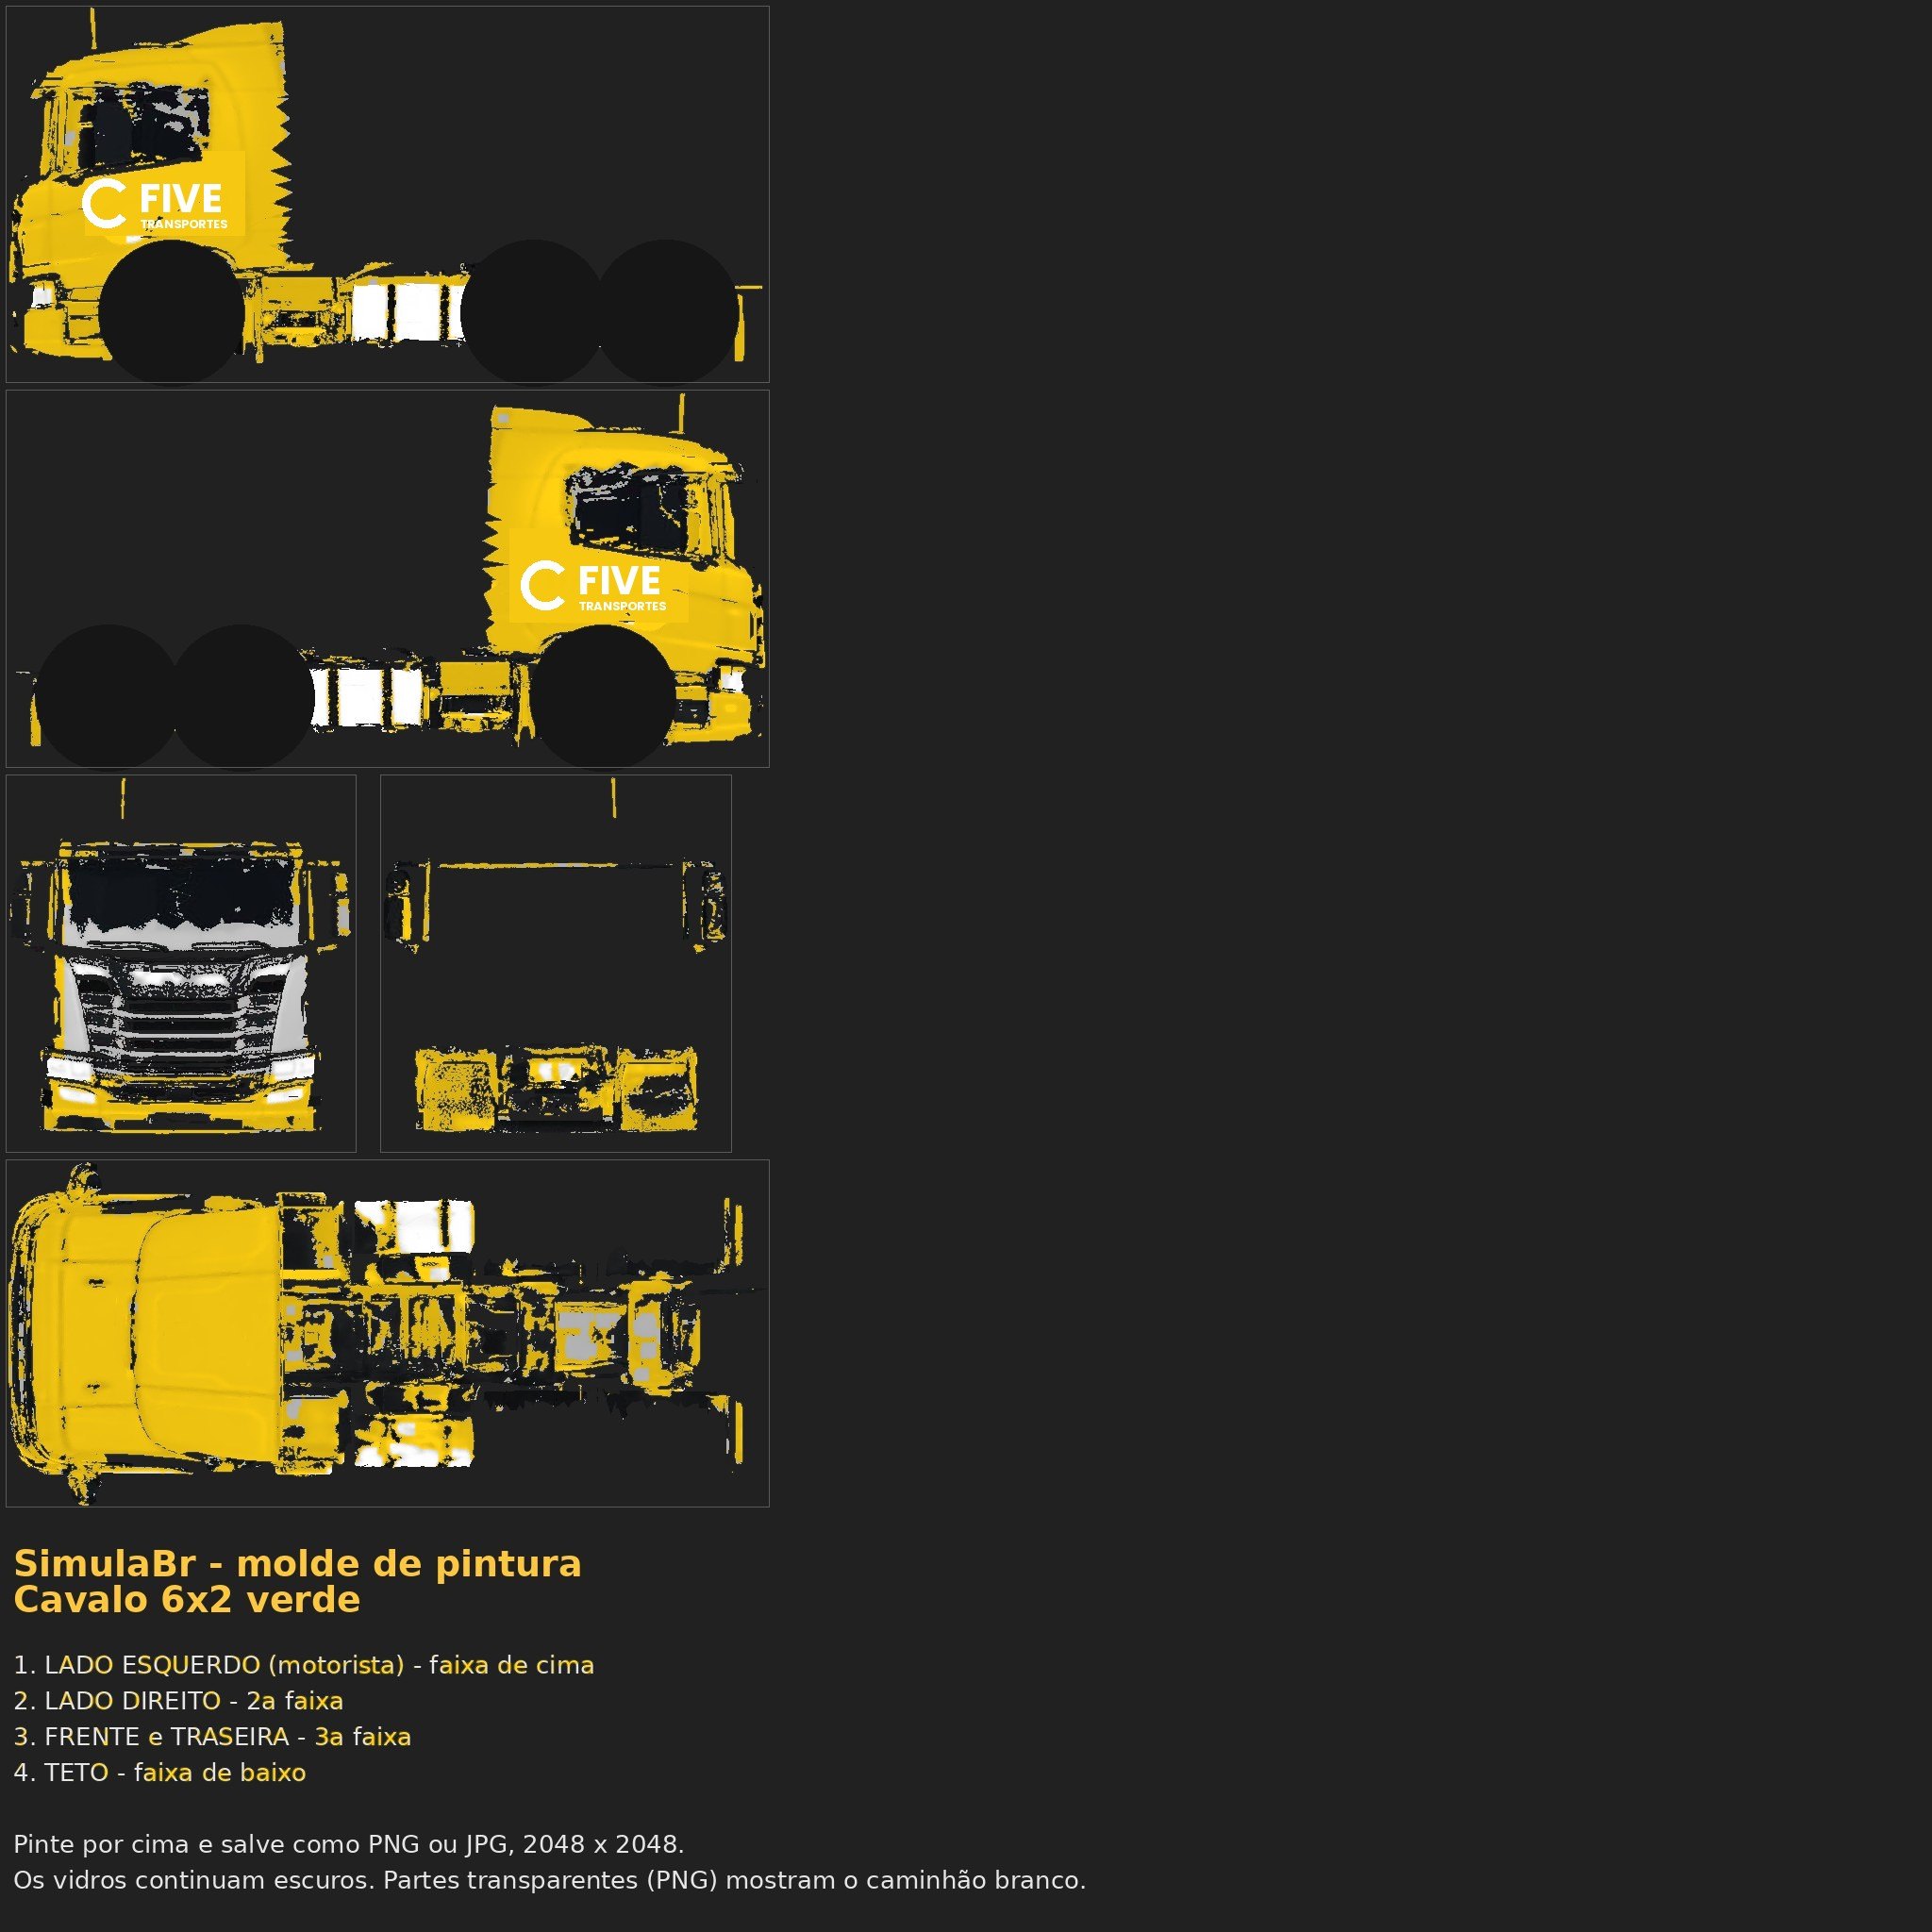 FIVE
TRANSPORTES
FIVE
TRANSPORTES
SimulaBr - molde de pintura
Cavalo 6x2 verde
1. LADO ESQUERDO (motorista) - faixa de cima
2. LADO DIREITO - 2a faixa
3. FRENTE e TRASEIRA - 3a faixa
4. TETO - faixa de baixo
Pinte por cima e salve como PNG ou JPG, 2048 x 2048.
Os vidros continuam escuros. Partes transparentes (PNG) mostram o caminhão branco.